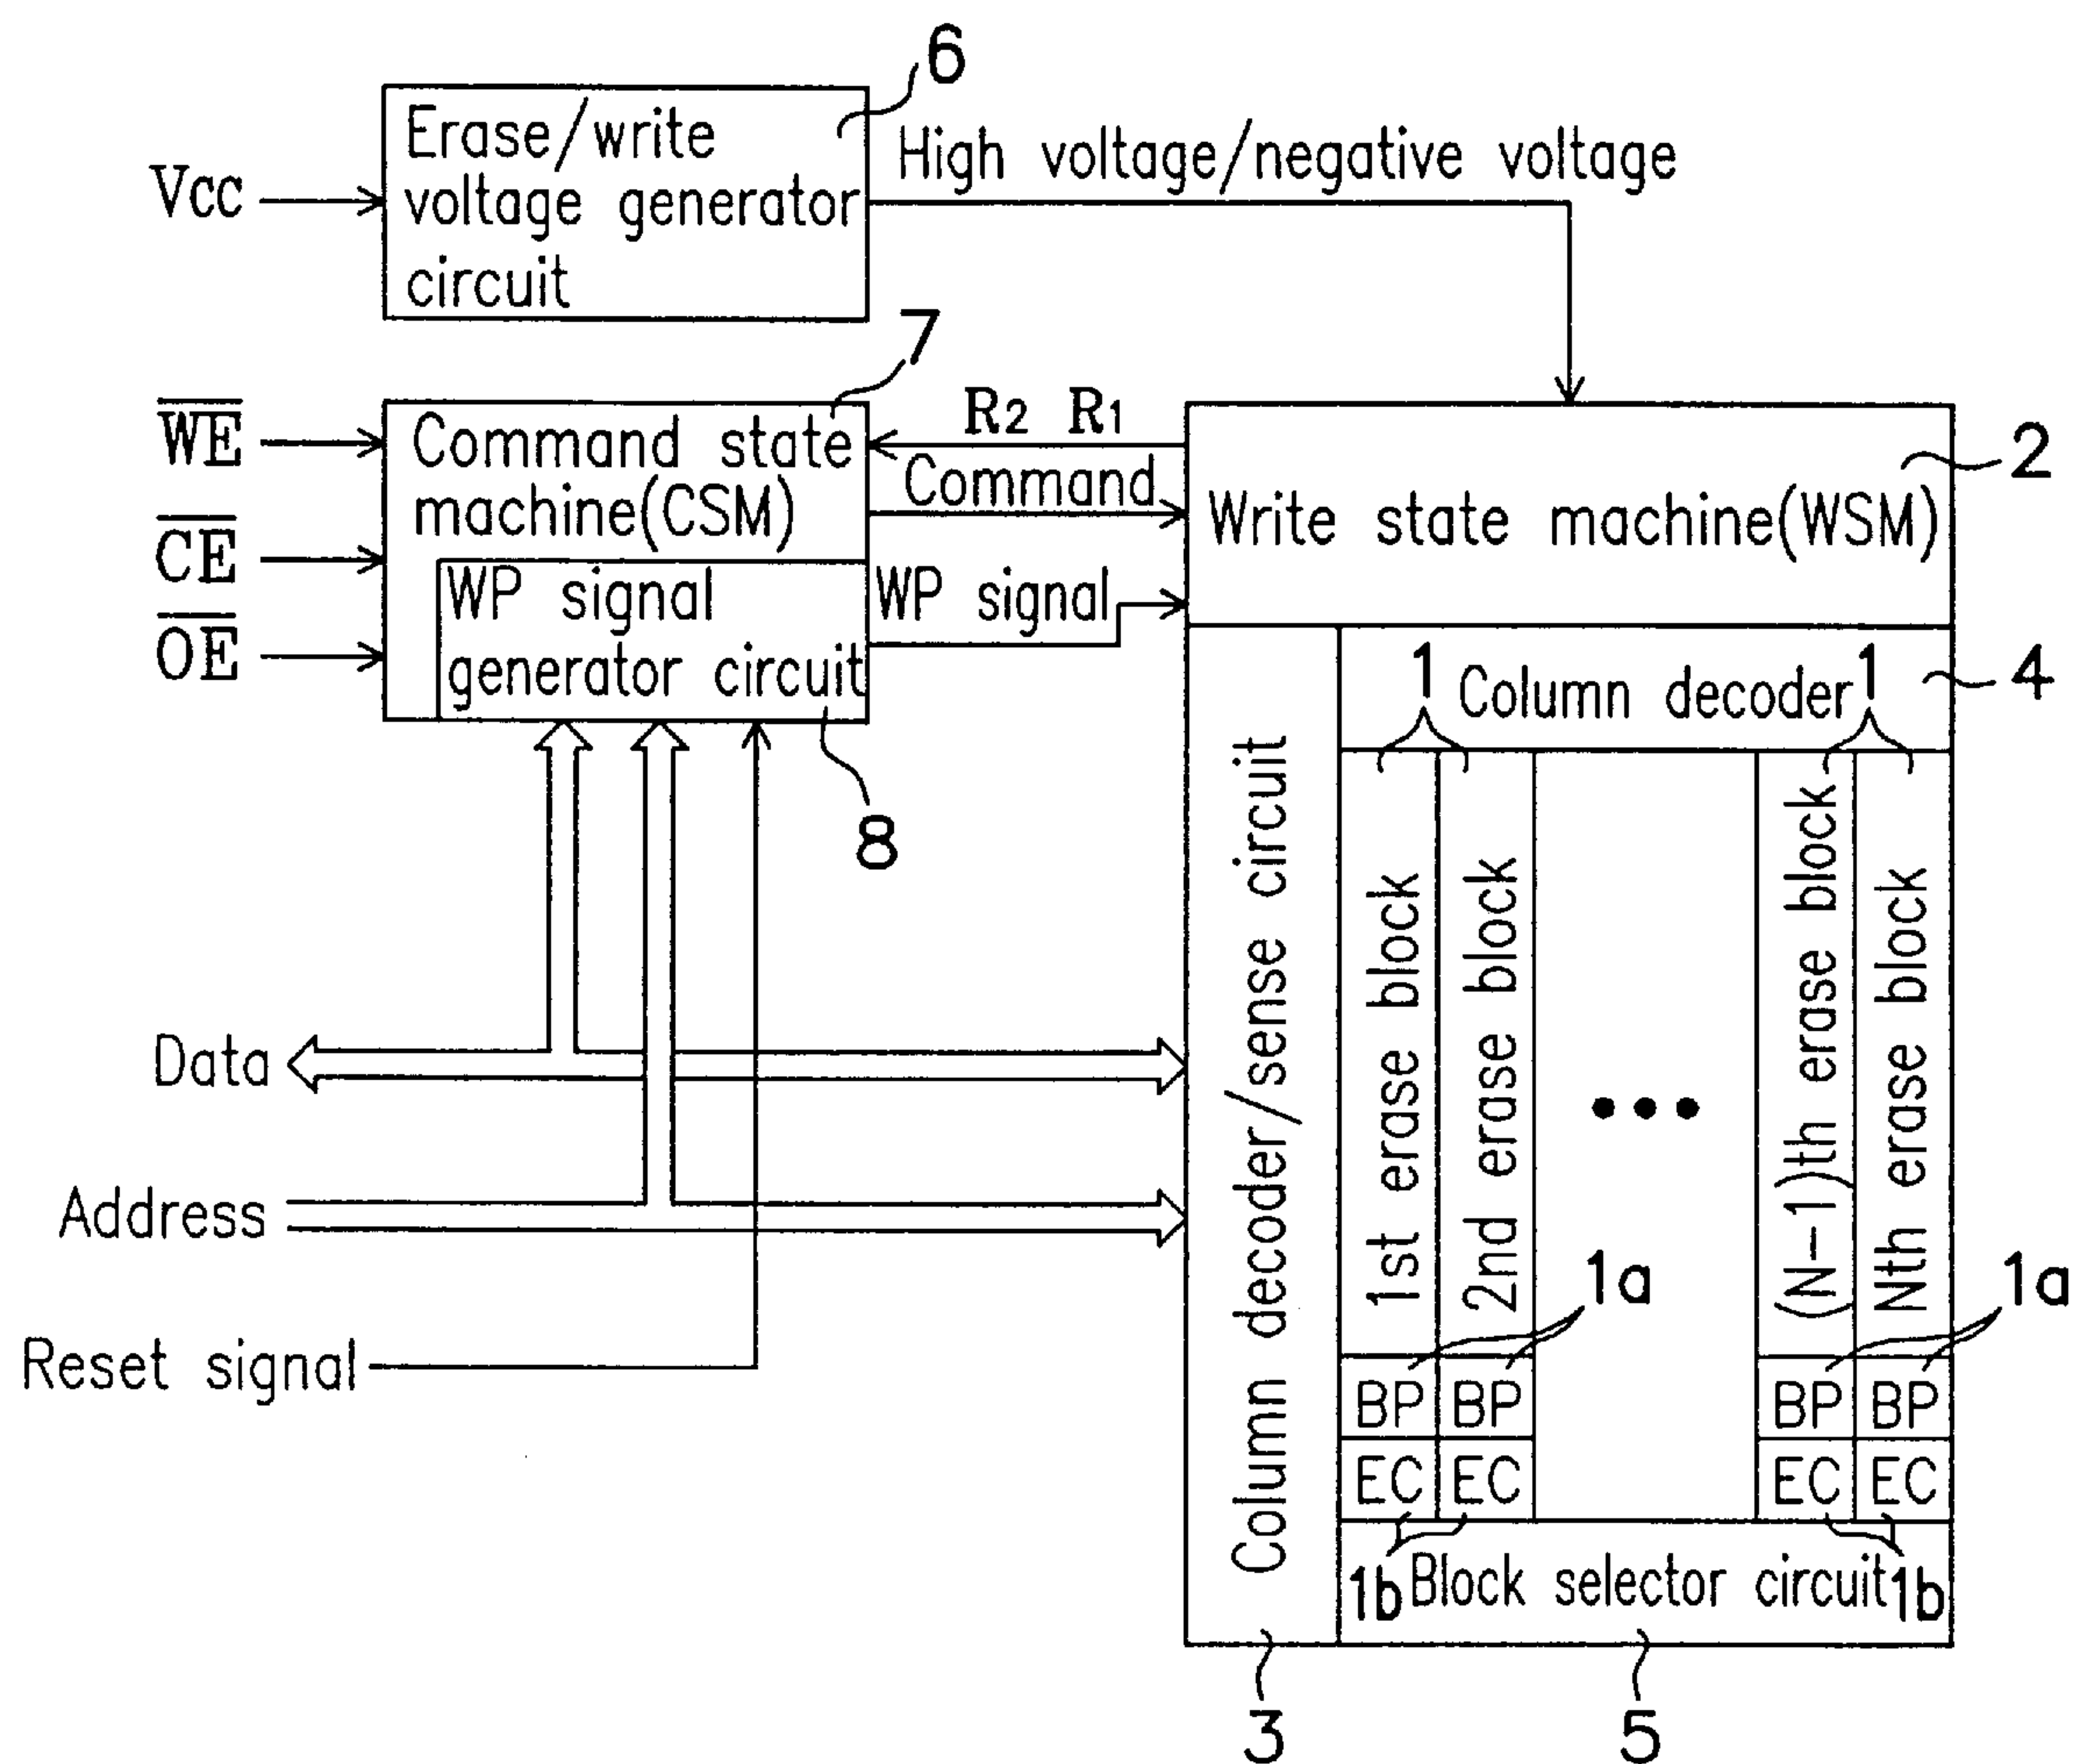 6
Erase/write
voltage generator
circuit
Vcc
High voltage/negative voltage
7
WE
CE
OE
Command state
machine(CSM)
WP signal
generator circuit
8
R2 R1
Command
WP signal
Write state machine(WSM)
2
1 Column decoder 1
4
Column decoder/sense circuit
1st erase block
2nd erase block
•••
(N-1)th erase block
Nth erase block
Data
Address
Reset signal
1a
1a
BP BP BP BP
EC EC EC EC
1b Block selector circuit 1b
3
5